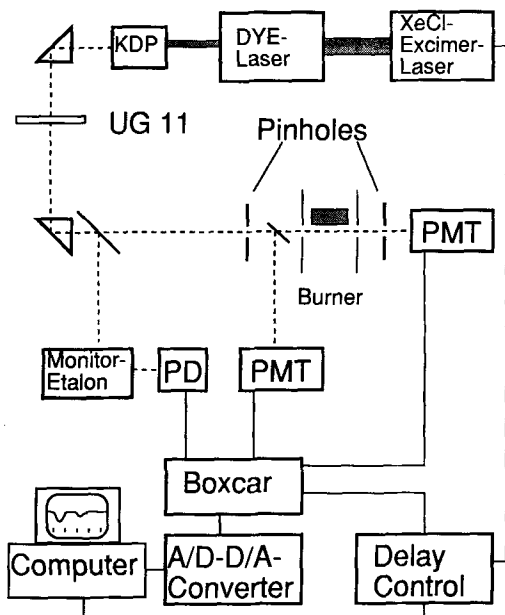 KDP
DYE-
Laser
XeCl-
Excimer-
Laser
UG 11
Pinholes
PMT
Burner
Monitor-
Etalon
PD
PMT
Boxcar
Computer
A/D-D/A-
Converter
Delay
Control